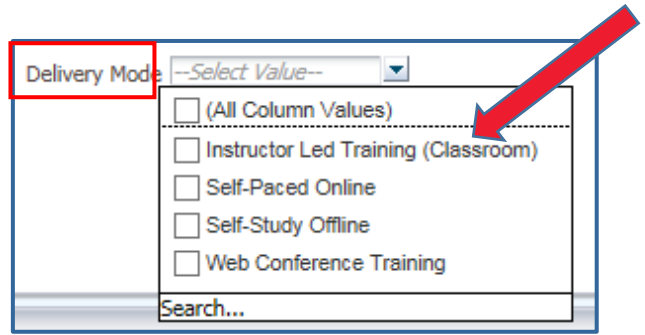 Delivery Mode --Select Value--
(All Column Values)
Instructor Led Training (Classroom)
Self-Paced Online
Self-Study Offline
Web Conference Training
Search...